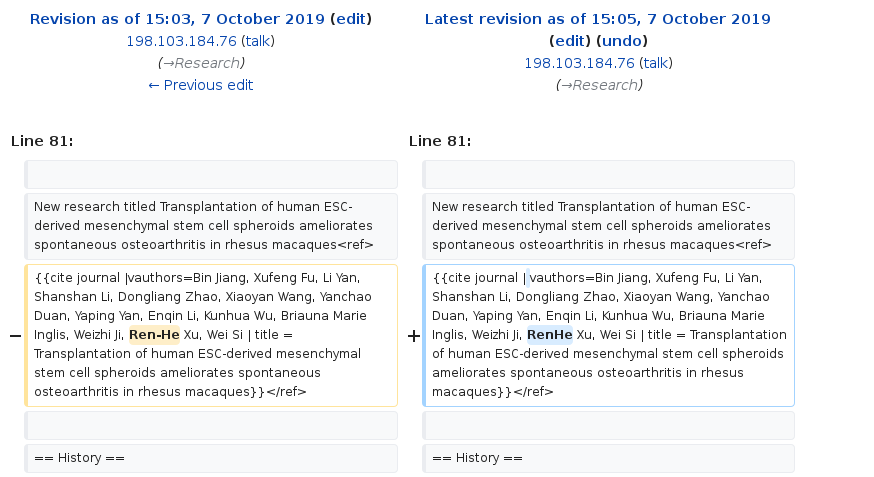 Revision as of 15:03, 7 October 2019 (edit)
198.103.184.76 (talk)
(→Research)
← Previous edit
Line 81:
New research titled Transplantation of human ESC-
derived mesenchymal stem cell spheroids ameliorates
spontaneous osteoarthritis in rhesus macaques<ref>
− {{cite journal |vauthors=Bin Jiang, Xufeng Fu, Li Yan,
Shanshan Li, Dongliang Zhao, Xiaoyan Wang, Yanchao
Duan, Yaping Yan, Enqin Li, Kunhua Wu, Briauna Marie
Inglis, Weizhi Ji, Ren-He Xu, Wei Si | title =
Transplantation of human ESC-derived mesenchymal
stem cell spheroids ameliorates spontaneous
osteoarthritis in rhesus macaques}}</ref>
== History ==
Latest revision as of 15:05, 7 October 2019
(edit) (undo)
198.103.184.76 (talk)
(→Research)
Line 81:
New research titled Transplantation of human ESC-
derived mesenchymal stem cell spheroids ameliorates
spontaneous osteoarthritis in rhesus macaques<ref>
+ {{cite journal | vauthors=Bin Jiang, Xufeng Fu, Li Yan,
Shanshan Li, Dongliang Zhao, Xiaoyan Wang, Yanchao
Duan, Yaping Yan, Enqin Li, Kunhua Wu, Briauna Marie
Inglis, Weizhi Ji, RenHe Xu, Wei Si | title = Transplantation
of human ESC-derived mesenchymal stem cell spheroids
ameliorates spontaneous osteoarthritis in rhesus
macaques}}</ref>
== History ==